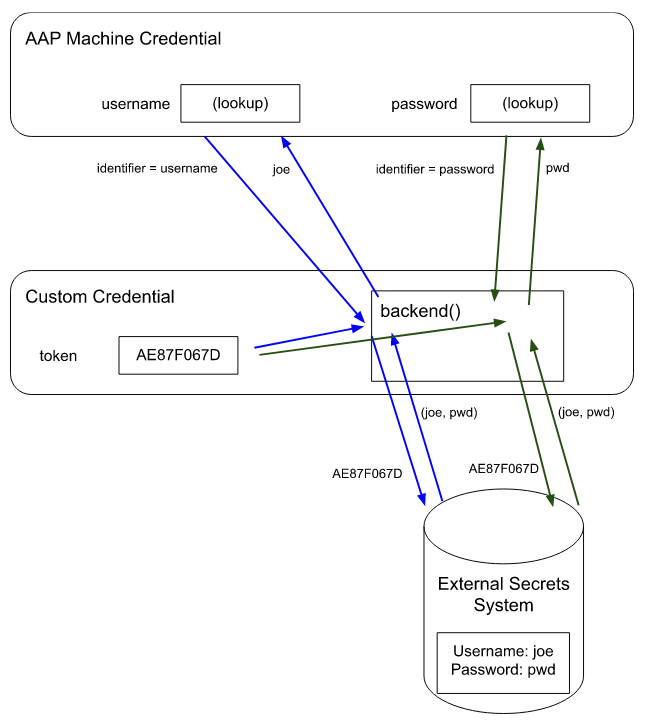 AAP Machine Credential
username
(lookup)
password
(lookup)
identifier = username
joe
identifier = password
pwd
Custom Credential
backend()
token
AE87F067D
(joe, pwd)
(joe, pwd)
AE87F067D
AE87F067D
External Secrets
System
Username: joe
Password: pwd